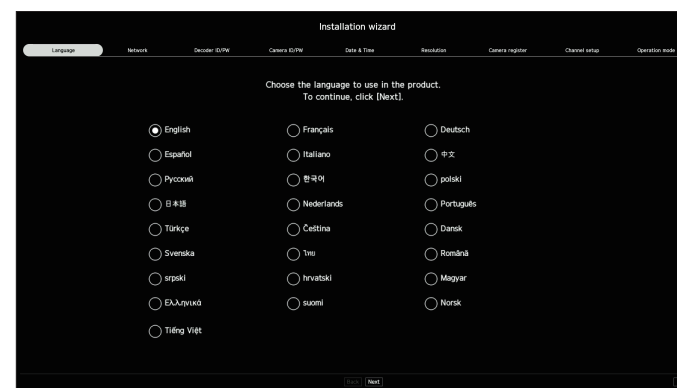 Installation wizard
Language Network Decoder ID/PW Camera ID/PW Date & Time Resolution Camera register Channel setup Operation mode
Choose the language to use in the product.
To continue, click [Next].
English Français Deutsch
Español Italiano 中文
Русский 한국어 polski
日本語 Nederlands Português
Türkçe Čeština Dansk
Svenska ไทย Română
srpski hrvatski Magyar
Ελληνικά suomi Norsk
Tiếng Việt
Back Next